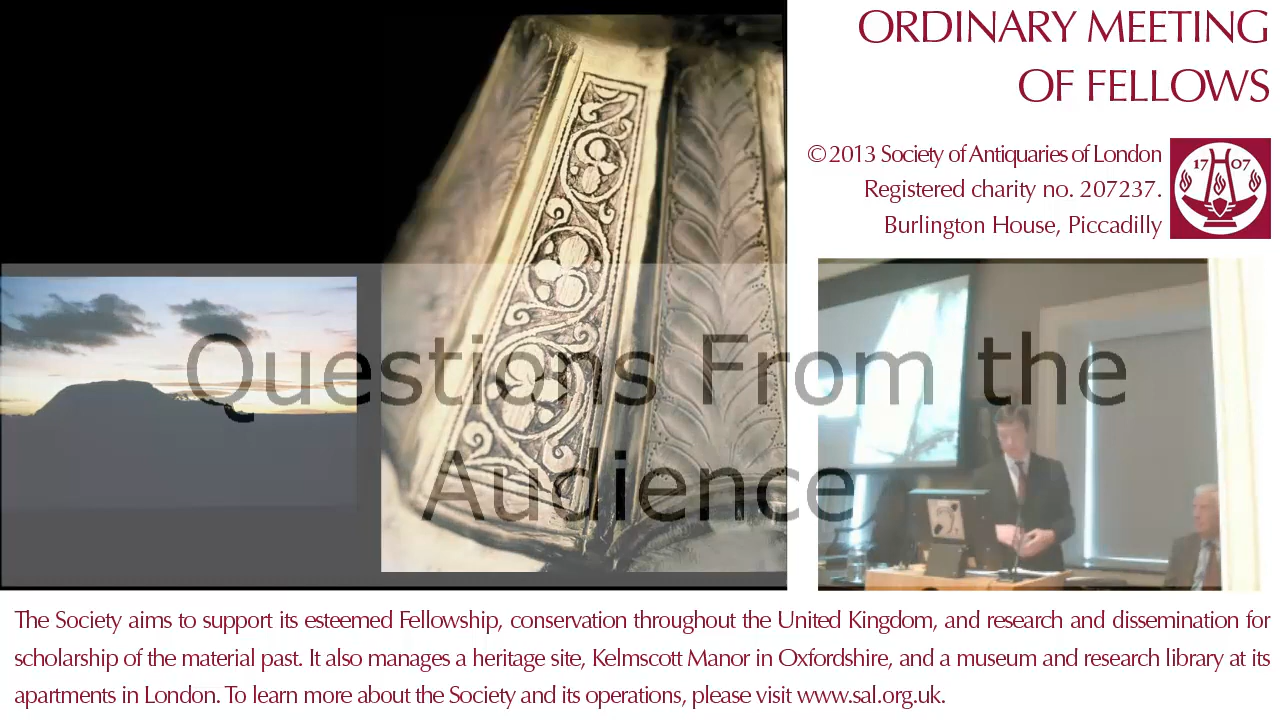 ORDINARY MEETING
OF FELLOWS
© 2013 Society of Antiquaries of London
Registered charity no. 207237.
Burlington House, Piccadilly
17 07
Questions From the
Audience
The Society aims to support its esteemed Fellowship, conservation throughout the United Kingdom, and research and dissemination for
scholarship of the material past. It also manages a heritage site, Kelmscott Manor in Oxfordshire, and a museum and research library at its
apartments in London. To learn more about the Society and its operations, please visit www.sal.org.uk.